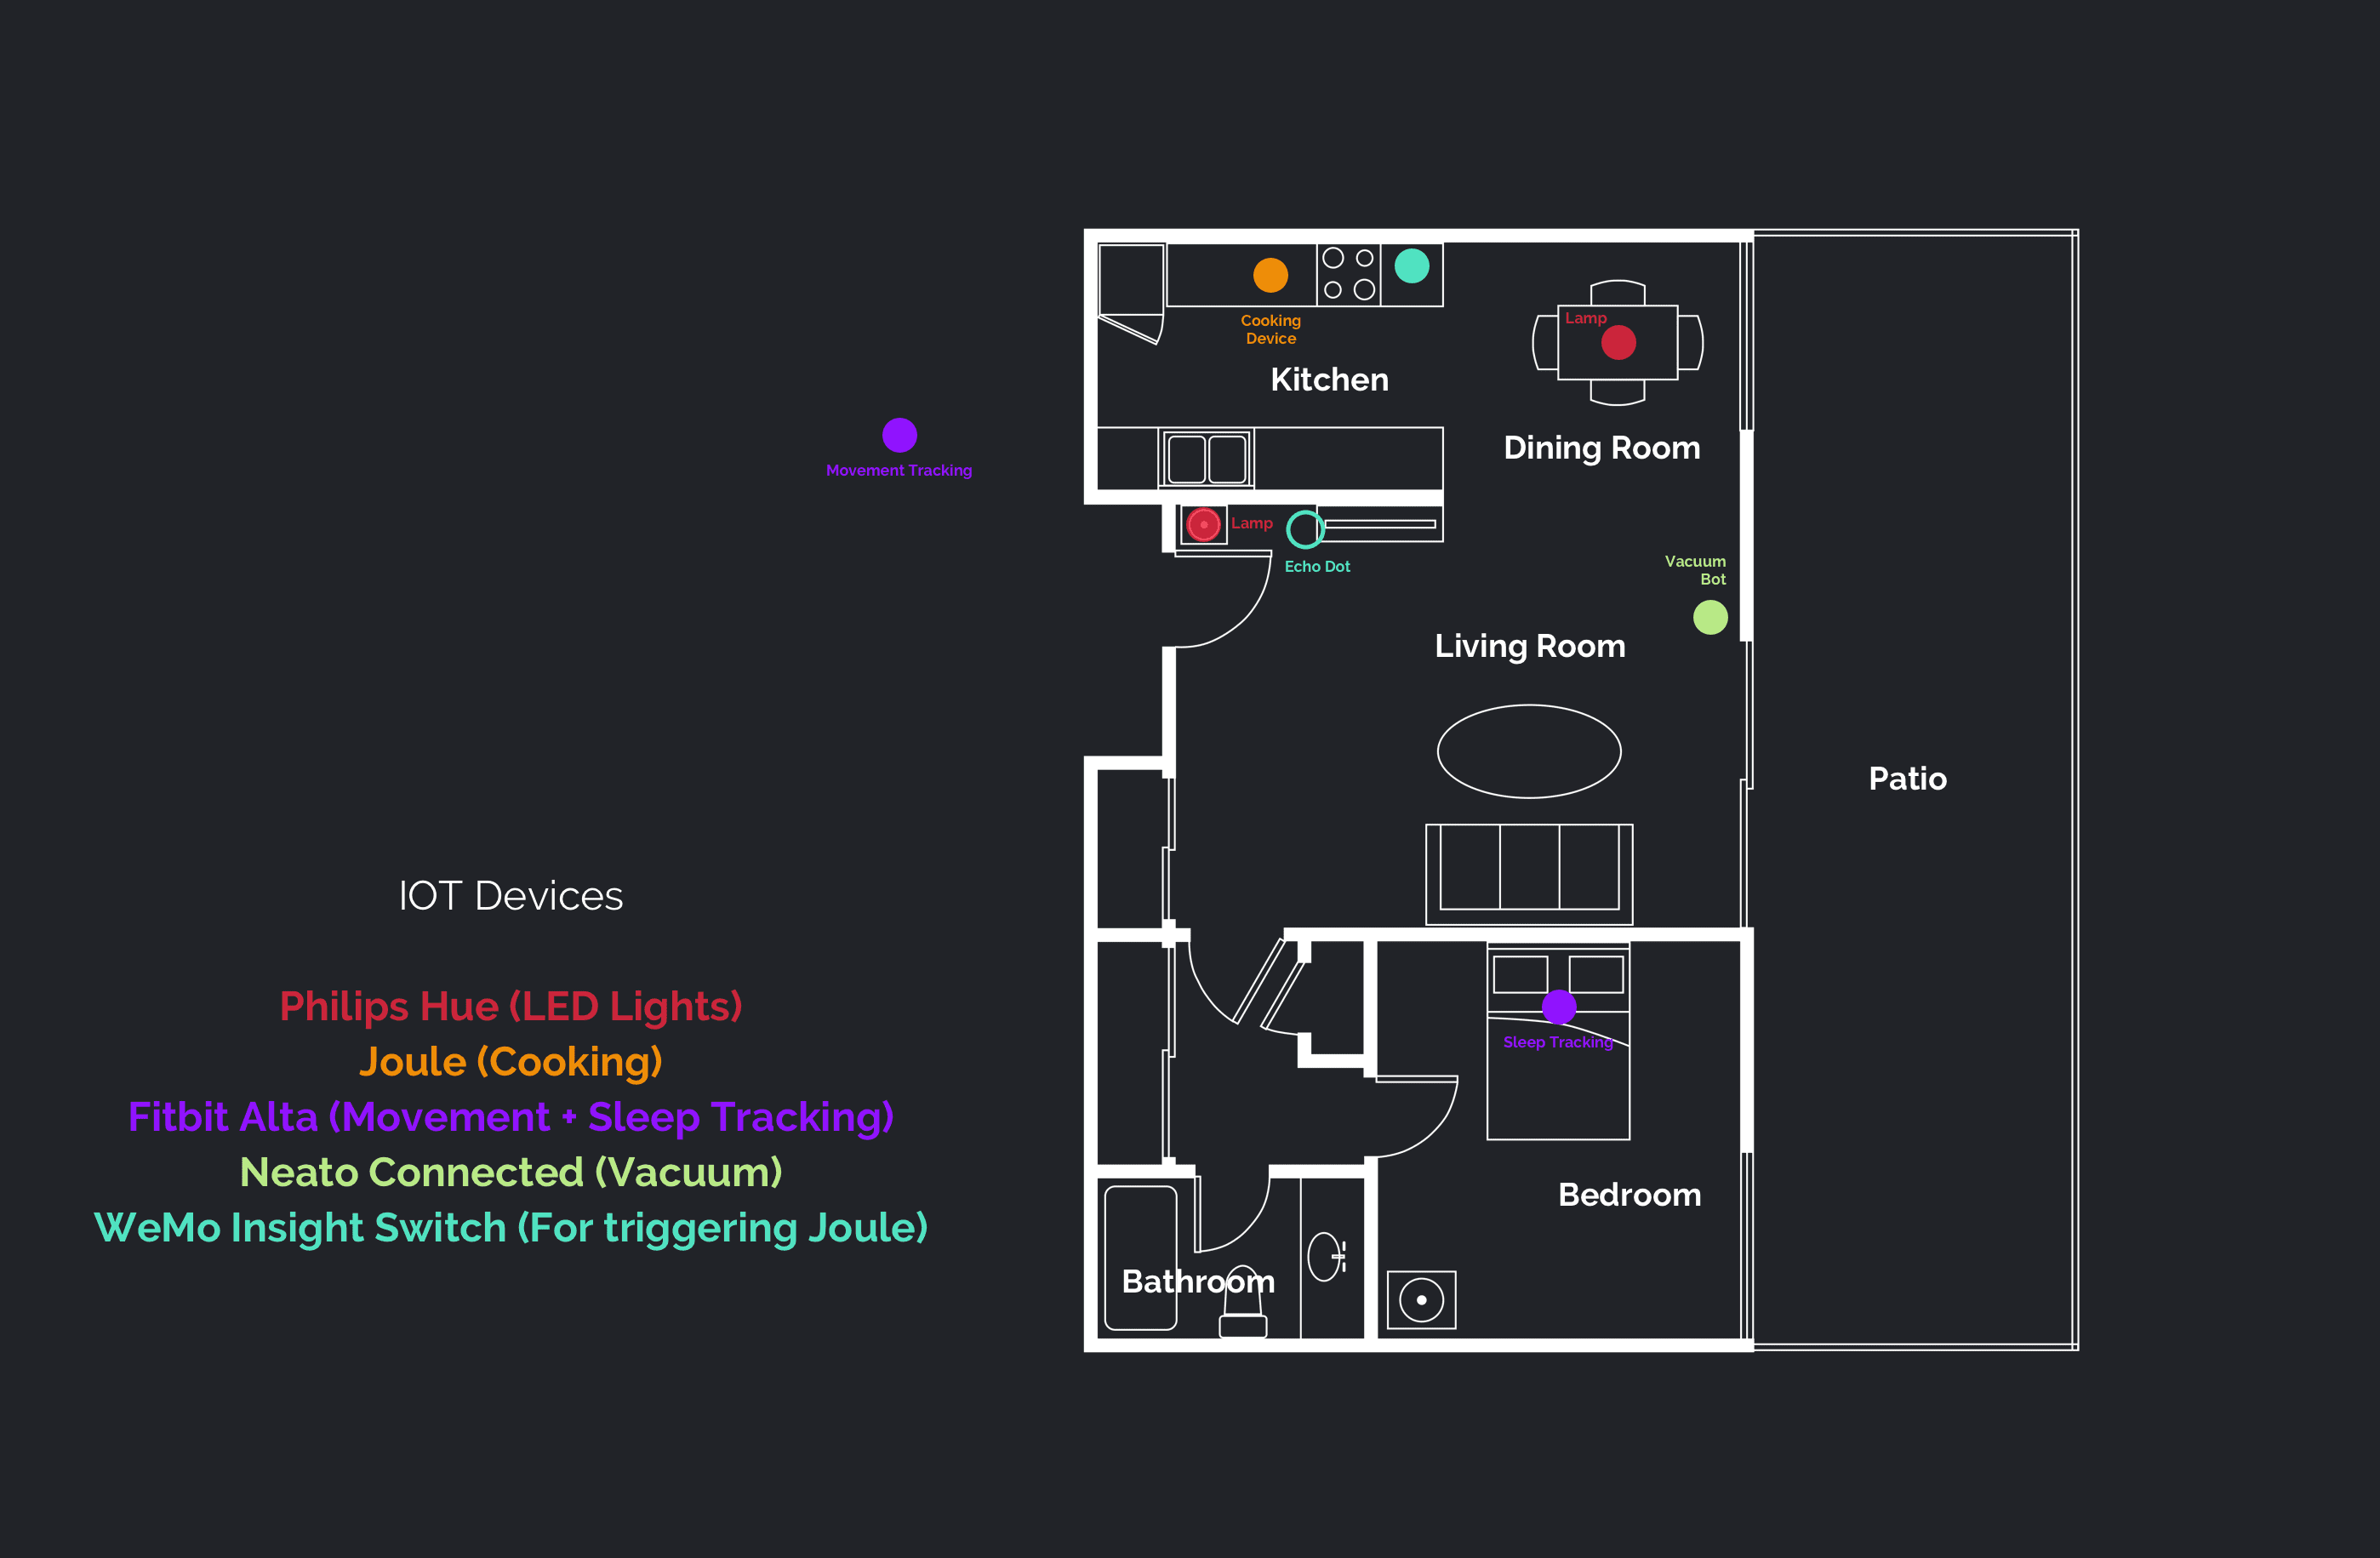 Cooking
Device
Lamp
Kitchen
Dining Room
Movement Tracking
Lamp
Echo Dot
Vacuum
Bot
Living Room
Patio
IOT Devices
Philips Hue (LED Lights)
Joule (Cooking)
Fitbit Alta (Movement + Sleep Tracking)
Neato Connected (Vacuum)
WeMo Insight Switch (For triggering Joule)
Sleep Tracking
Bedroom
Bathroom